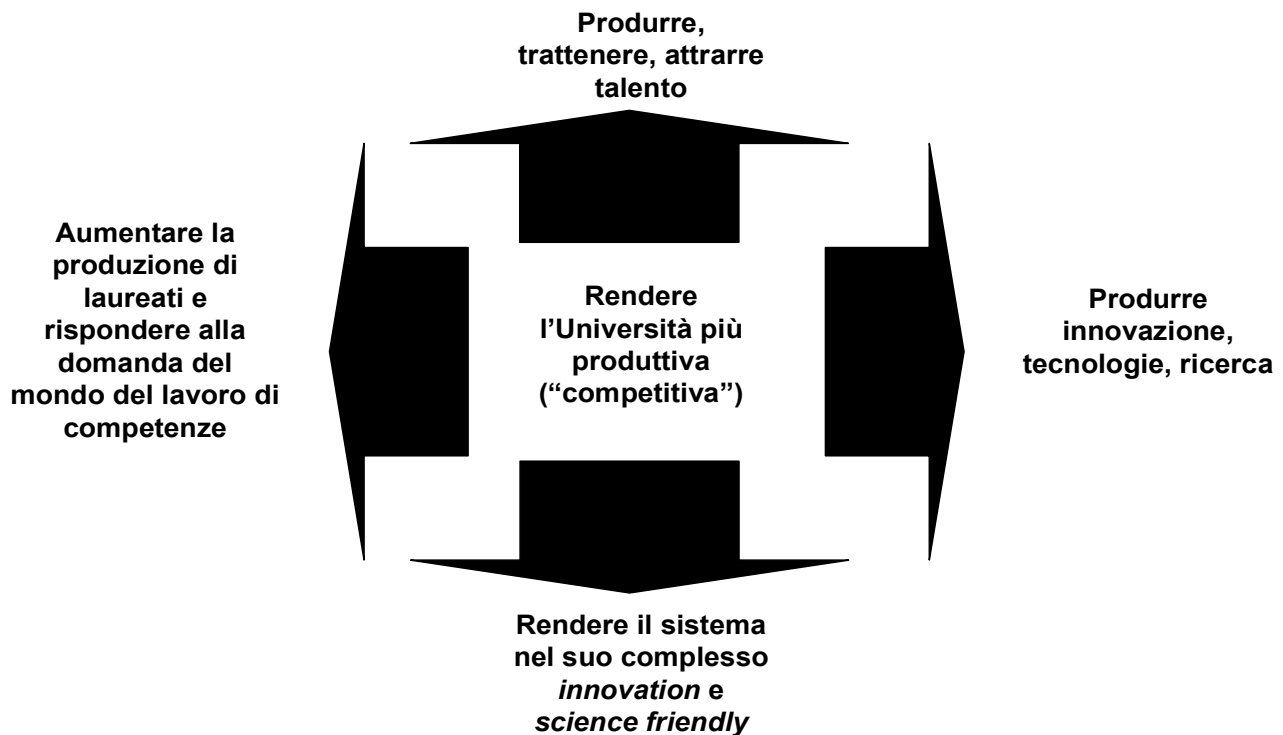 Produrre,
trattenere, attrarre
talento
Aumentare la
produzione di
laureati e
rispondere alla
domanda del
mondo del lavoro di
competenze
Rendere
l’Università più
produttiva
(“competitiva”)
Produrre
innovazione,
tecnologie, ricerca
Rendere il sistema
nel suo complesso
innovation e
science friendly